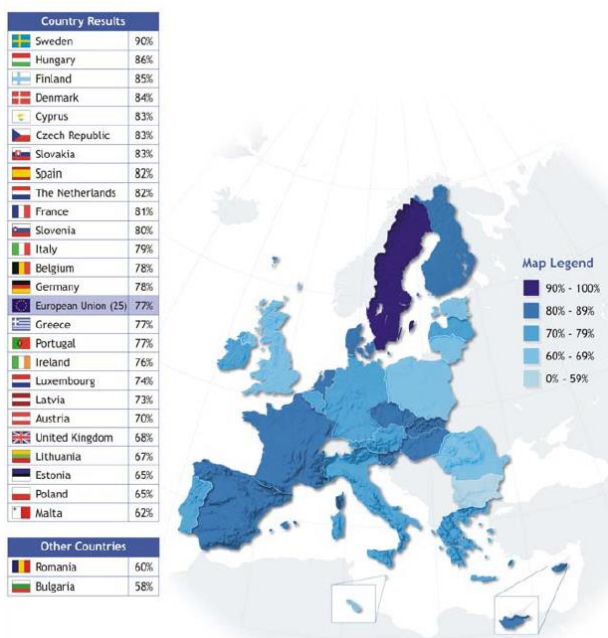 Country Results
Sweden 90%
Hungary 86%
Finland 85%
Denmark 84%
Cyprus 83%
Czech Republic 83%
Slovakia 83%
Spain 82%
The Netherlands 82%
France 81%
Slovenia 80%
Italy 79%
Belgium 78%
Germany 78%
European Union (25) 77%
Greece 77%
Portugal 77%
Ireland 76%
Luxembourg 74%
Latvia 73%
Austria 70%
United Kingdom 68%
Lithuania 67%
Estonia 65%
Poland 65%
Malta 62%
Other Countries
Romania 60%
Bulgaria 58%
Map Legend
90% - 100%
80% - 89%
70% - 79%
60% - 69%
0% - 59%